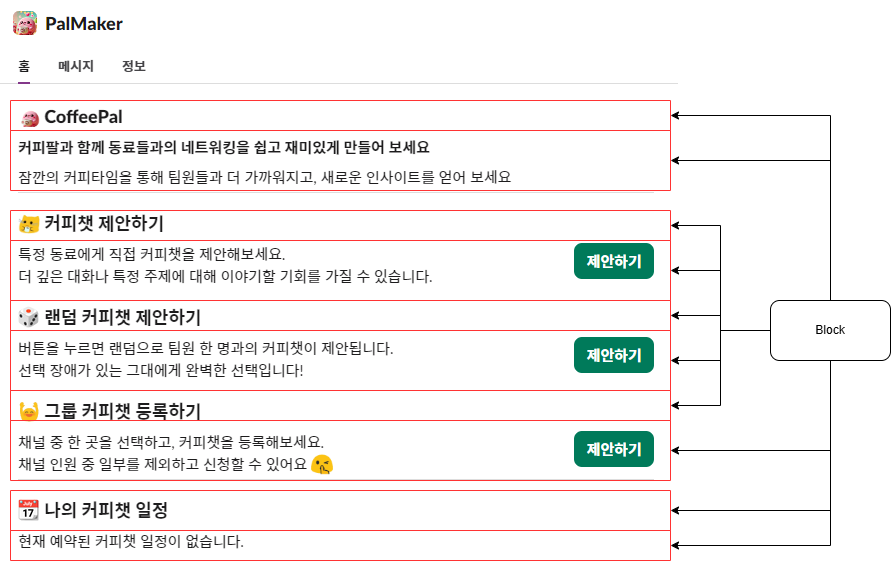 PalMaker
홈 메시지 정보
CoffeePal
커피팔과 함께 동료들과의 네트워킹을 쉽고 재미있게 만들어 보세요
잠깐의 커피타임을 통해 팀원들과 더 가까워지고, 새로운 인사이트를 얻어 보세요
커피챗 제안하기
특정 동료에게 직접 커피챗을 제안해보세요.
더 깊은 대화나 특정 주제에 대해 이야기할 기회를 가질 수 있습니다.
제안하기
랜덤 커피챗 제안하기
버튼을 누르면 랜덤으로 팀원 한 명과의 커피챗이 제안됩니다.
선택 장애가 있는 그대에게 완벽한 선택입니다!
제안하기
그룹 커피챗 등록하기
채널 중 한 곳을 선택하고, 커피챗을 등록해보세요.
채널 인원 중 일부를 제외하고 신청할 수 있어요
제안하기
July
17
나의 커피챗 일정
현재 예약된 커피챗 일정이 없습니다.
Block